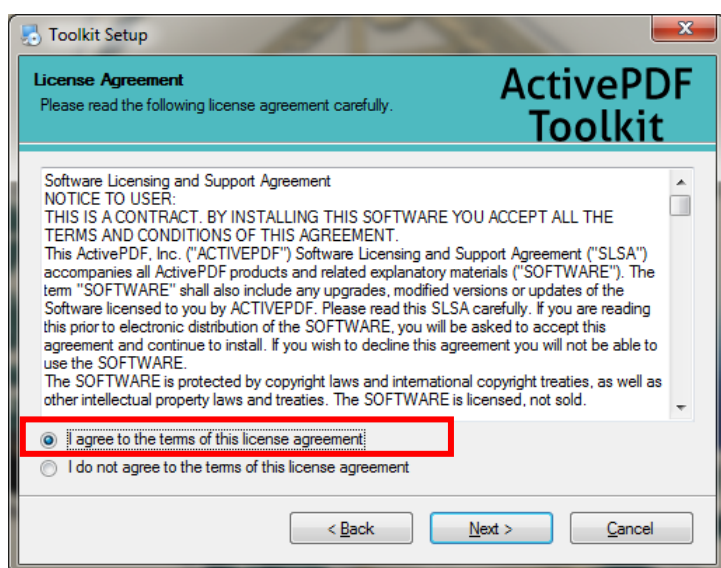 Toolkit Setup
License Agreement
Please read the following license agreement carefully.
ActivePDF
Toolkit
Software Licensing and Support Agreement
NOTICE TO USER:
THIS IS A CONTRACT. BY INSTALLING THIS SOFTWARE YOU ACCEPT ALL THE
TERMS AND CONDITIONS OF THIS AGREEMENT.
This ActivePDF, Inc. ("ACTIVEPDF") Software Licensing and Support Agreement ("SLSA")
accompanies all ActivePDF products and related explanatory materials ("SOFTWARE"). The
term "SOFTWARE" shall also include any upgrades, modified versions or updates of the
Software licensed to you by ACTIVEPDF. Please read this SLSA carefully. If you are reading
this prior to electronic distribution of the SOFTWARE, you will be asked to accept this
agreement and continue to install. If you wish to decline this agreement you will not be able to
use the SOFTWARE.
The SOFTWARE is protected by copyright laws and international copyright treaties, as well as
other intellectual property laws and treaties. The SOFTWARE is licensed, not sold.
I agree to the terms of this license agreement
I do not agree to the terms of this license agreement
< Back
Next >
Cancel